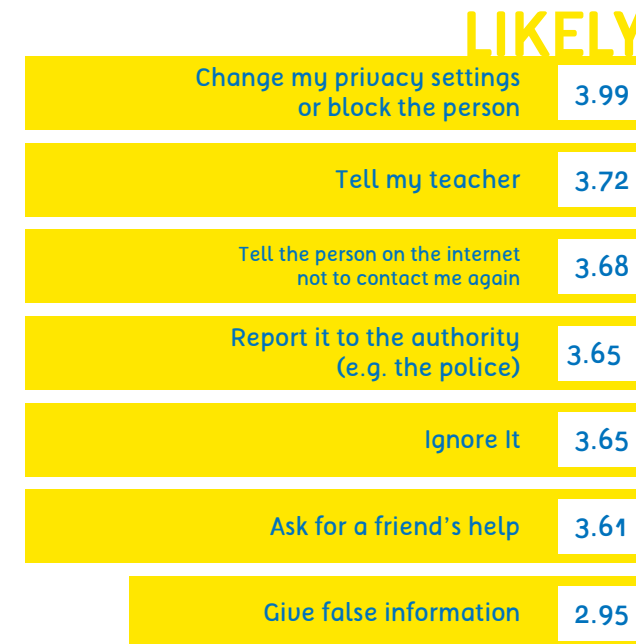 LIKELY
Change my privacy settings
or block the person
3.99
Tell my teacher
3.72
Tell the person on the internet
not to contact me again
3.68
Report it to the authority
(e.g. the police)
3.65
Ignore It
3.65
Ask for a friend's help
3.61
Give false information
2.95